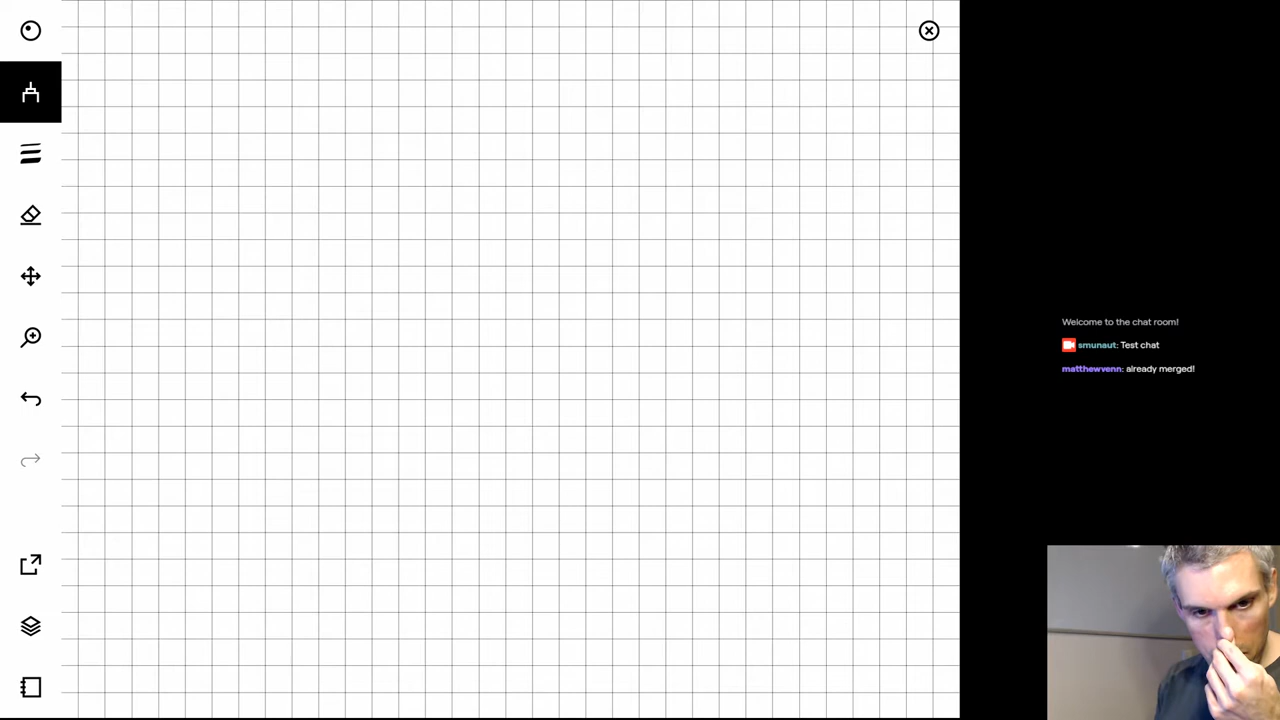 Welcome to the chat room!
smunaut: Test chat
matthewvenn: already merged!